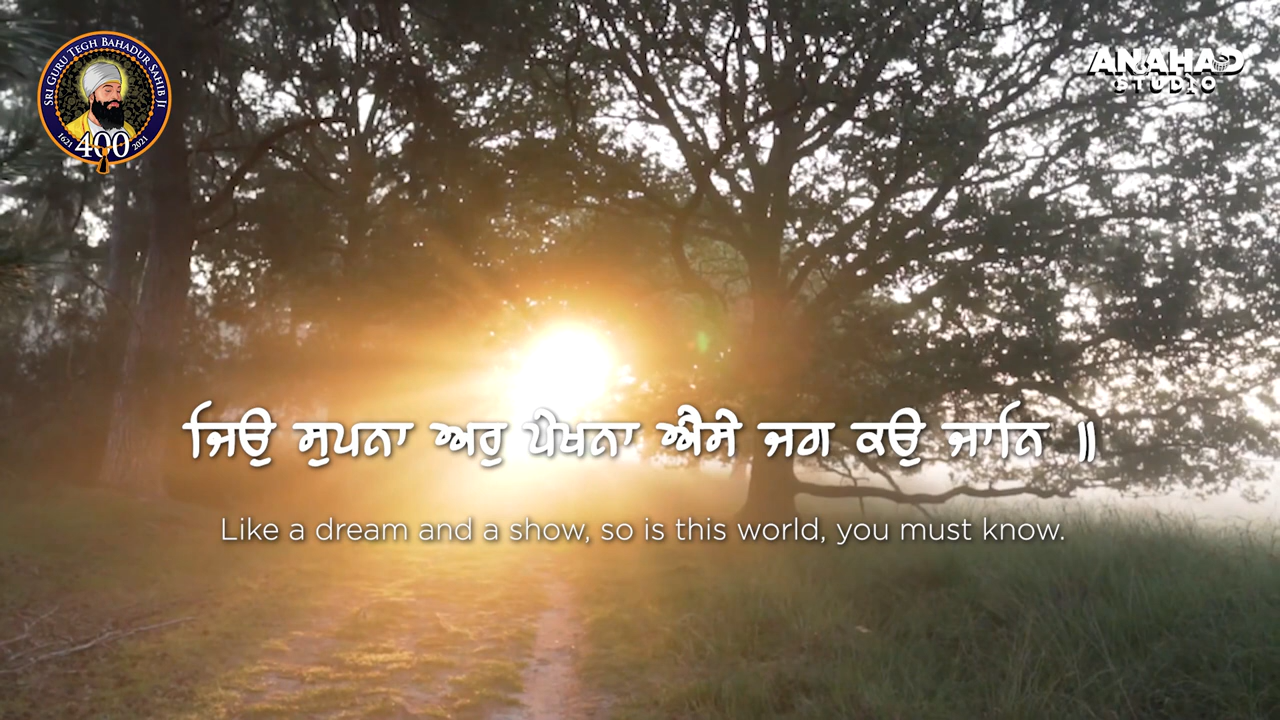 SRI GURU TEGH BAHADUR SAHIB JI
1621 400 2021
ANAHAD
STUDIO
ਜਿਉ ਸੁਪਨਾ ਅਰੁ ਪੇਖਨਾ ਐਸੇ ਜਗ ਕਉ ਜਾਨਿ ॥
Like a dream and a show, so is this world, you must know.